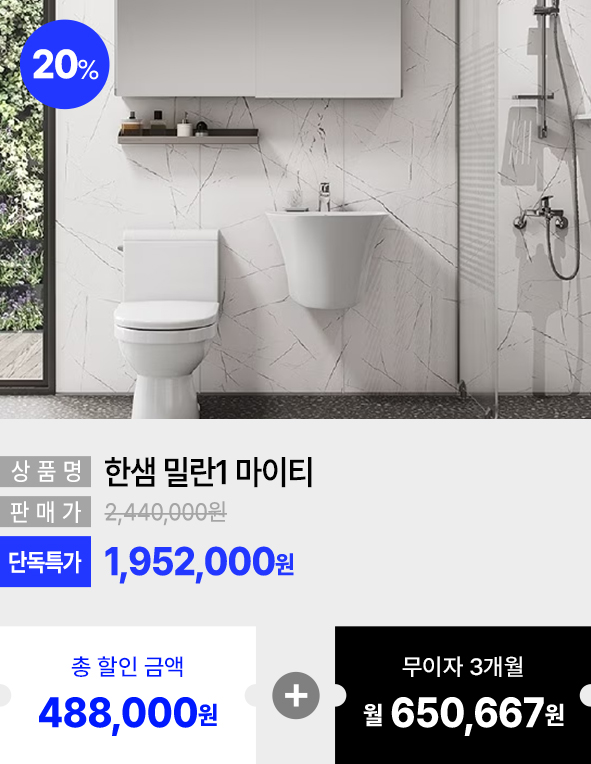 20%
상품명 한샘 밀란1 마이티
판매가 2,440,000원
단독특가 1,952,000원
총 할인 금액
488,000원
+
무이자 3개월
월 650,667원